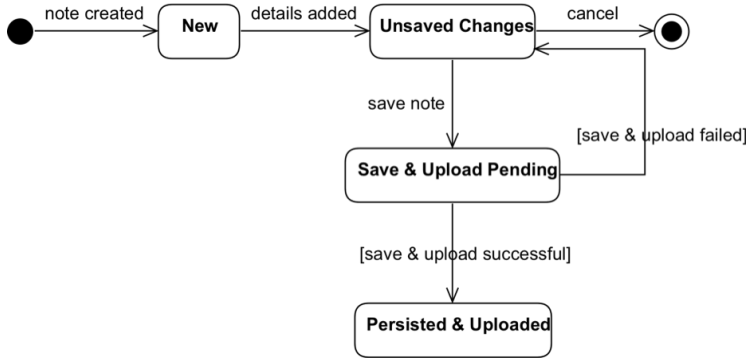 note created
New
details added
Unsaved Changes
cancel
save note
[save & upload failed]
Save & Upload Pending
[save & upload successful]
Persisted & Uploaded